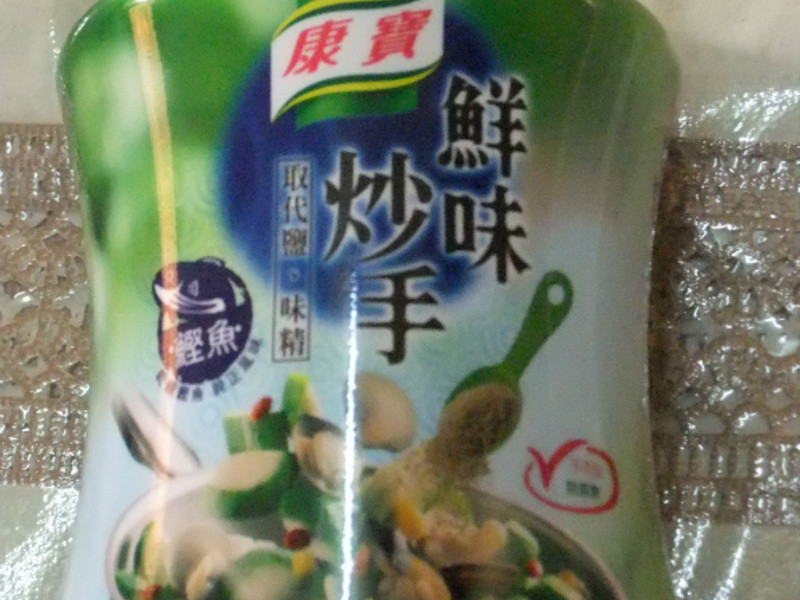 康寶
鮮味
炒手
取代鹽、味精
鰹魚